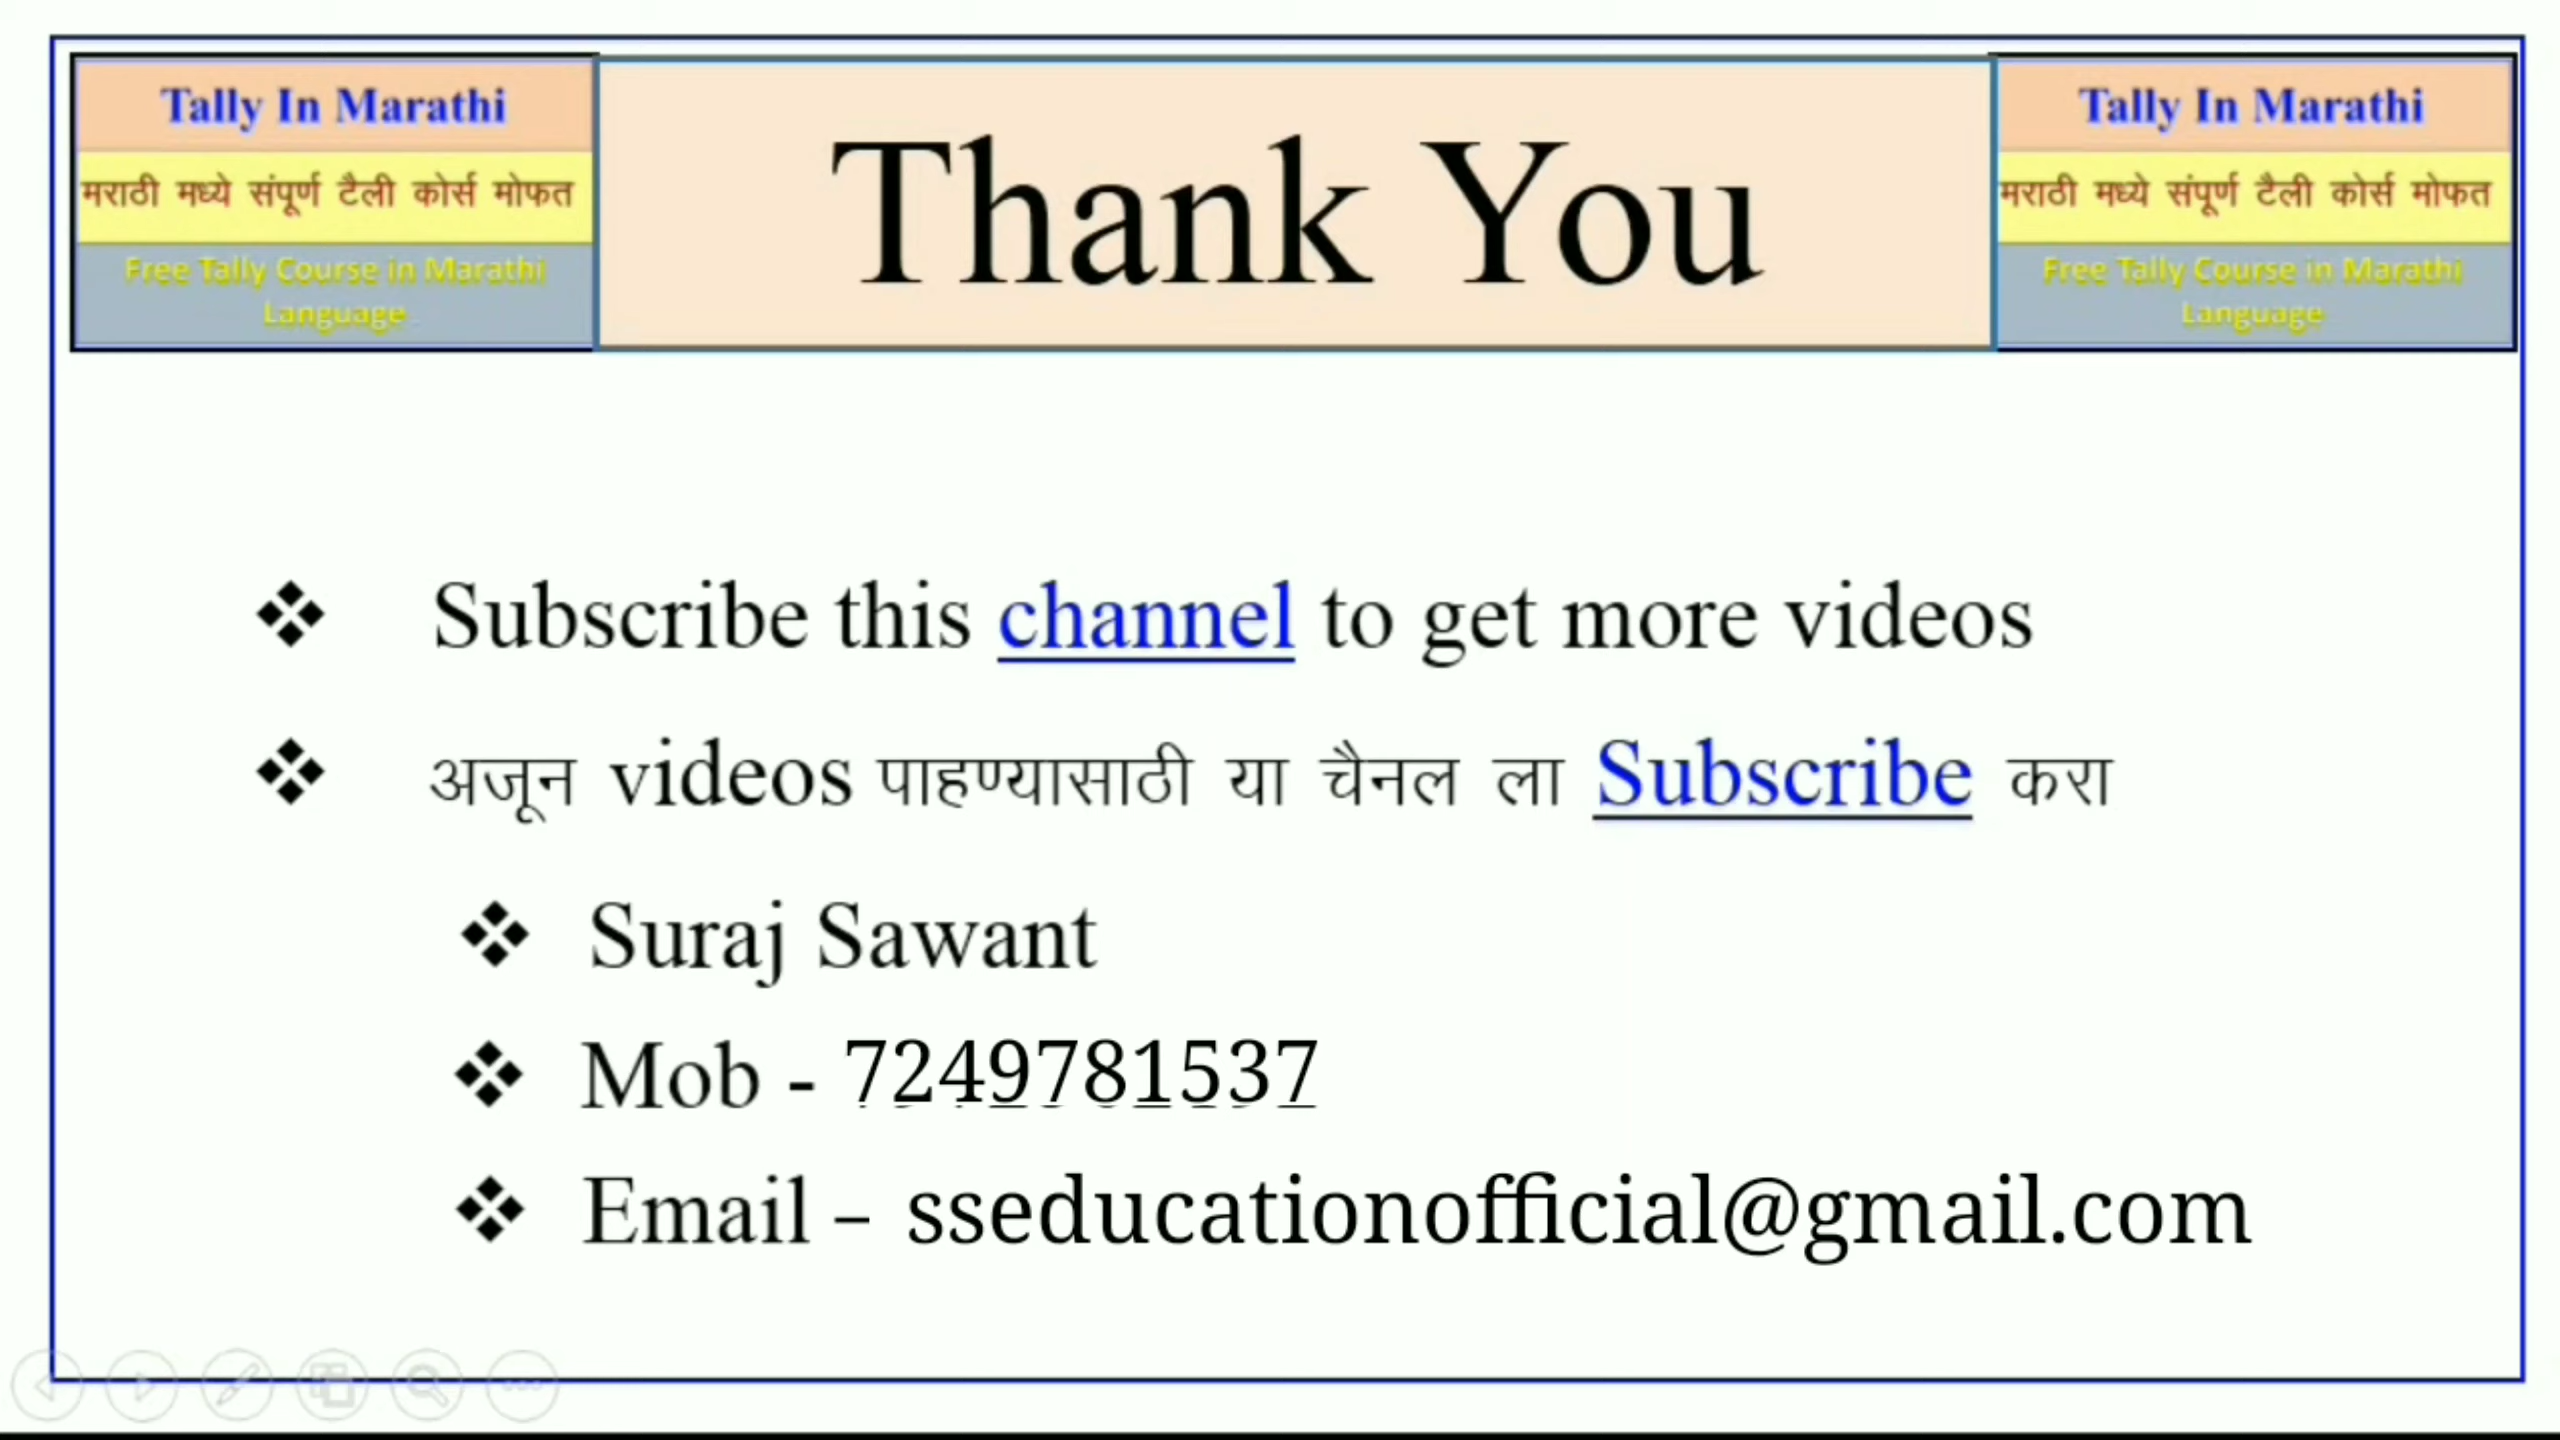 Tally In Marathi
मराठी मध्ये संपूर्ण टैली कोर्स मोफत
Free Tally Course in Marathi
Language
Thank You
Tally In Marathi
मराठी मध्ये संपूर्ण टैली कोर्स मोफत
Free Tally Course in Marathi
Language
❖ Subscribe this channel to get more videos
❖ अजून videos पाहण्यासाठी या चैनल ला Subscribe करा
❖ Suraj Sawant
❖ Mob - 7249781537
❖ Email – sseducationofficial@gmail.com